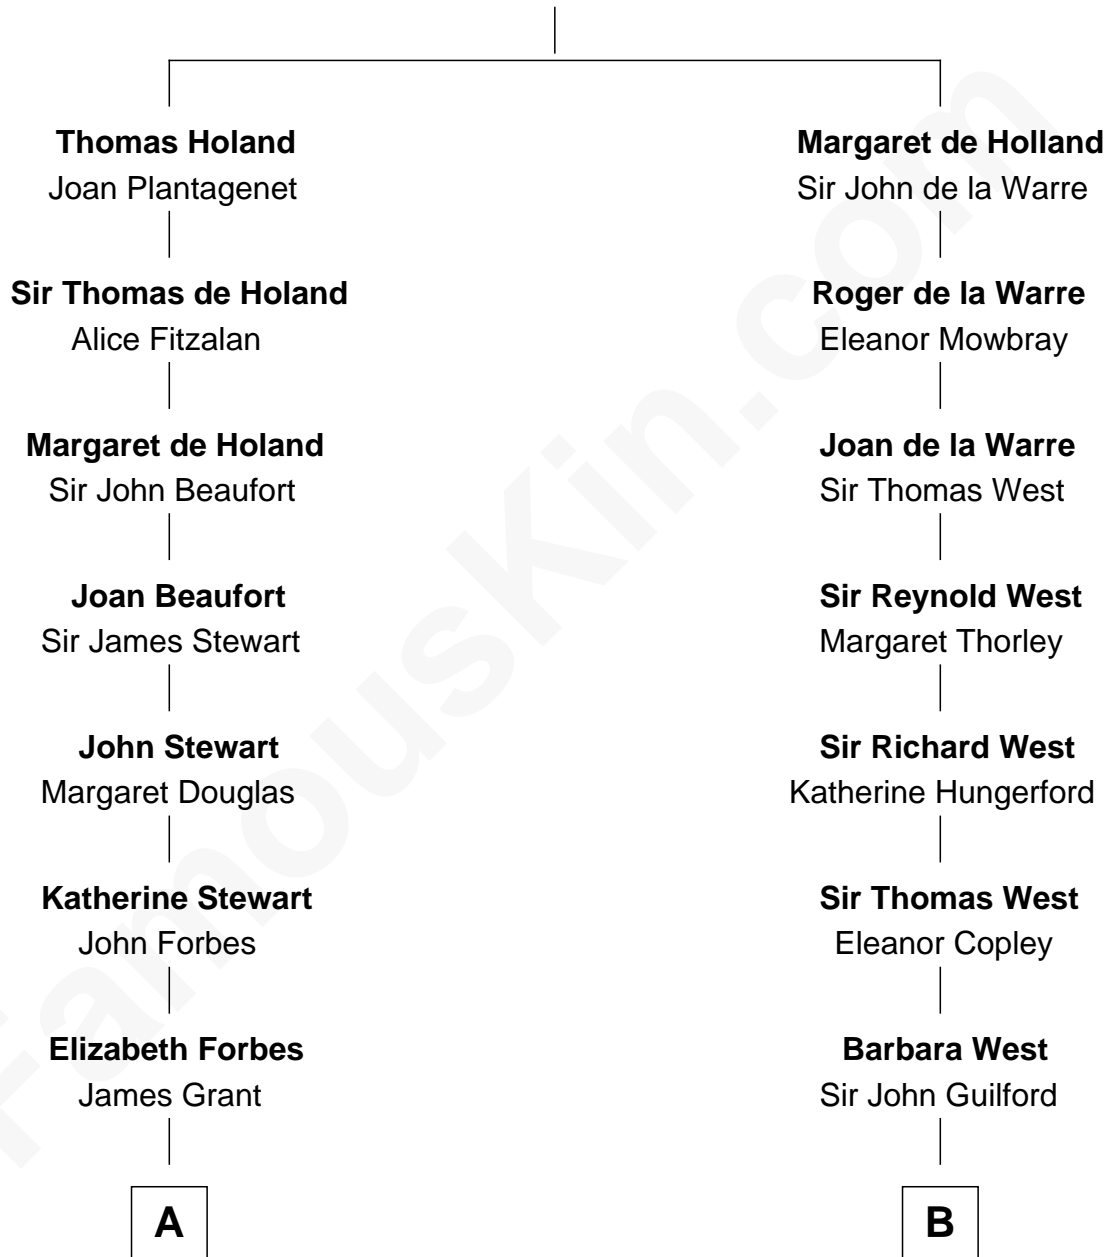 Thomas Holand
Joan Plantagenet
Sir Thomas de Holand
Alice Fitzalan
Margaret de Holand
Sir John Beaufort
Joan Beaufort
Sir James Stewart
John Stewart
Margaret Douglas
Katherine Stewart
John Forbes
Elizabeth Forbes
James Grant
A
Margaret de Holland
Sir John de la Warre
Roger de la Warre
Eleanor Mowbray
Joan de la Warre
Sir Thomas West
Sir Reynold West
Margaret Thorley
Sir Richard West
Katherine Hungerford
Sir Thomas West
Eleanor Copley
Barbara West
Sir John Guilford
B
FamousKin.com